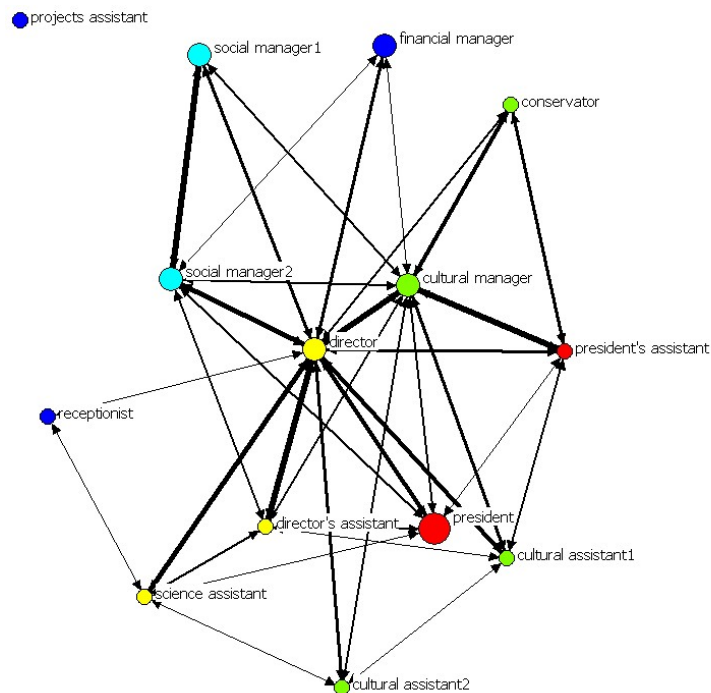 projects assistant
social manager1
financial manager
conservator
social manager2
cultural manager
director
president's assistant
receptionist
president
director's assistant
cultural assistant1
science assistant
cultural assistant2